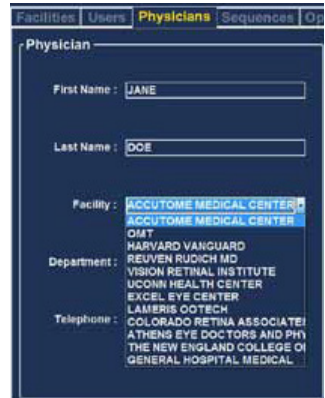 Facilities Users Physicians Sequences Op
Physician
First Name : JANE
Last Name : DOE
Facility : ACCUTOME MEDICAL CENTER
ACCUTOME MEDICAL CENTER
OMT
HARVARD VANGUARD
REUVEN RUDICH MD
Department :
VISION RETINAL INSTITUTE
UCONN HEALTH CENTER
EXCEL EYE CENTER
LAMERIS OOTECH
Telephone :
COLORADO RETINA ASSOCIATE
ATHENS EYE DOCTORS AND PHY
THE NEW ENGLAND COLLEGE O
GENERAL HOSPITAL MEDICAL